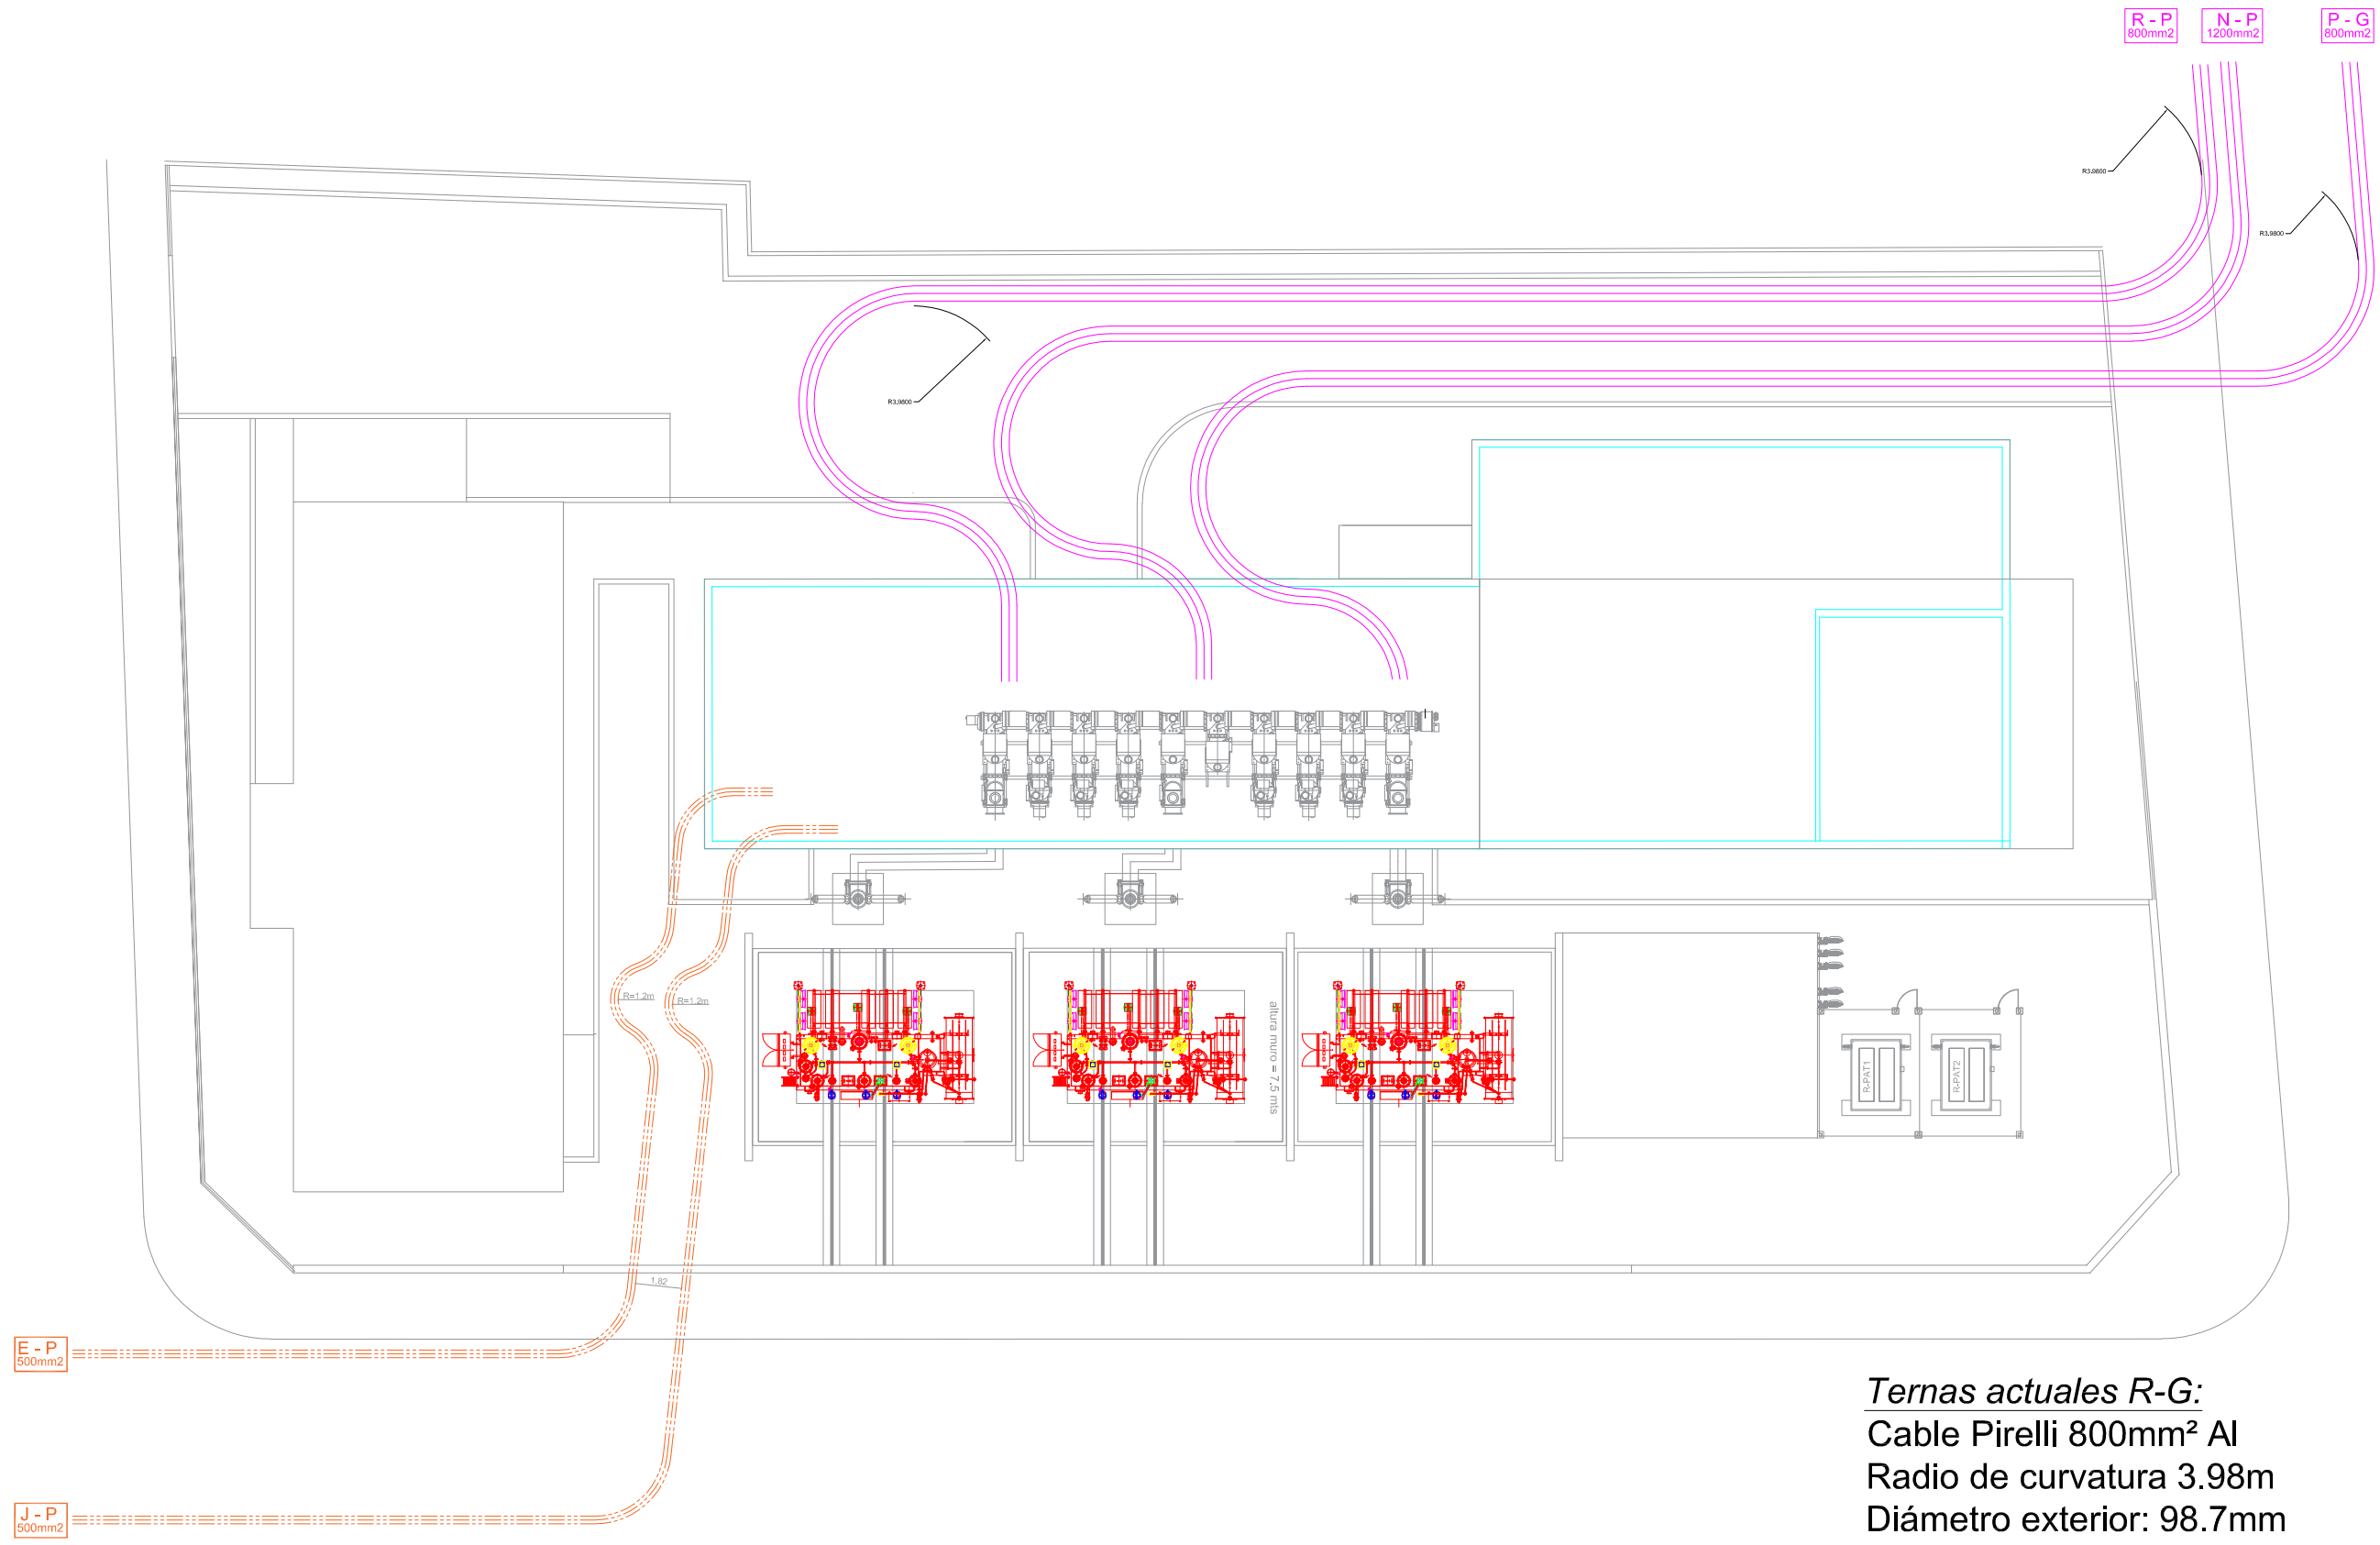 R - P
800mm2
N - P
1200mm2
P - G
800mm2
R3.9800
R3.9800
R3.9800
R=1.2m
R=1.2m
altura muro = 7.5 mts
R-PAT1
R-PAT2
1.82
E - P
500mm2
J - P
500mm2
Ternas actuales R-G:
Cable Pirelli 800mm² Al
Radio de curvatura 3.98m
Diámetro exterior: 98.7mm